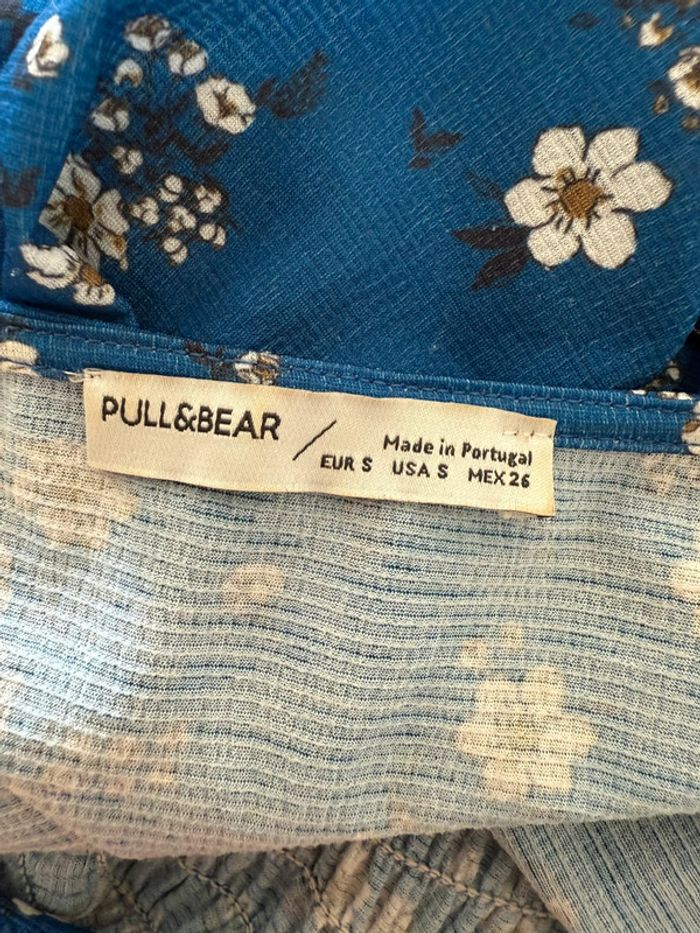 PULL&BEAR / Made in Portugal
EUR S USA S MEX 26